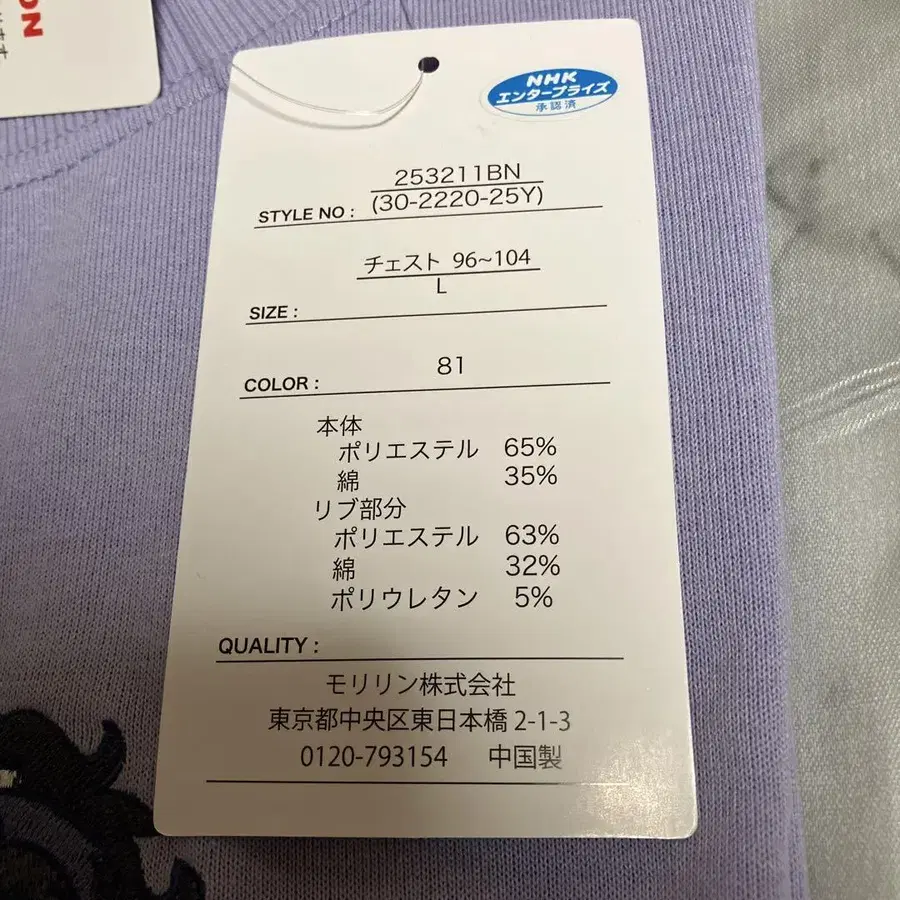 NHK
エンタープライズ
承認済
253211BN
STYLE NO : (30-2220-25Y)
チェスト 96~104
L
SIZE :
81
COLOR :
本体
ポリエステル 65%
綿 35%
リブ部分
ポリエステル 63%
綿 32%
ポリウレタン 5%
QUALITY :
モリリン株式会社
東京都中央区東日本橋 2-1-3
0120-793154 中国製